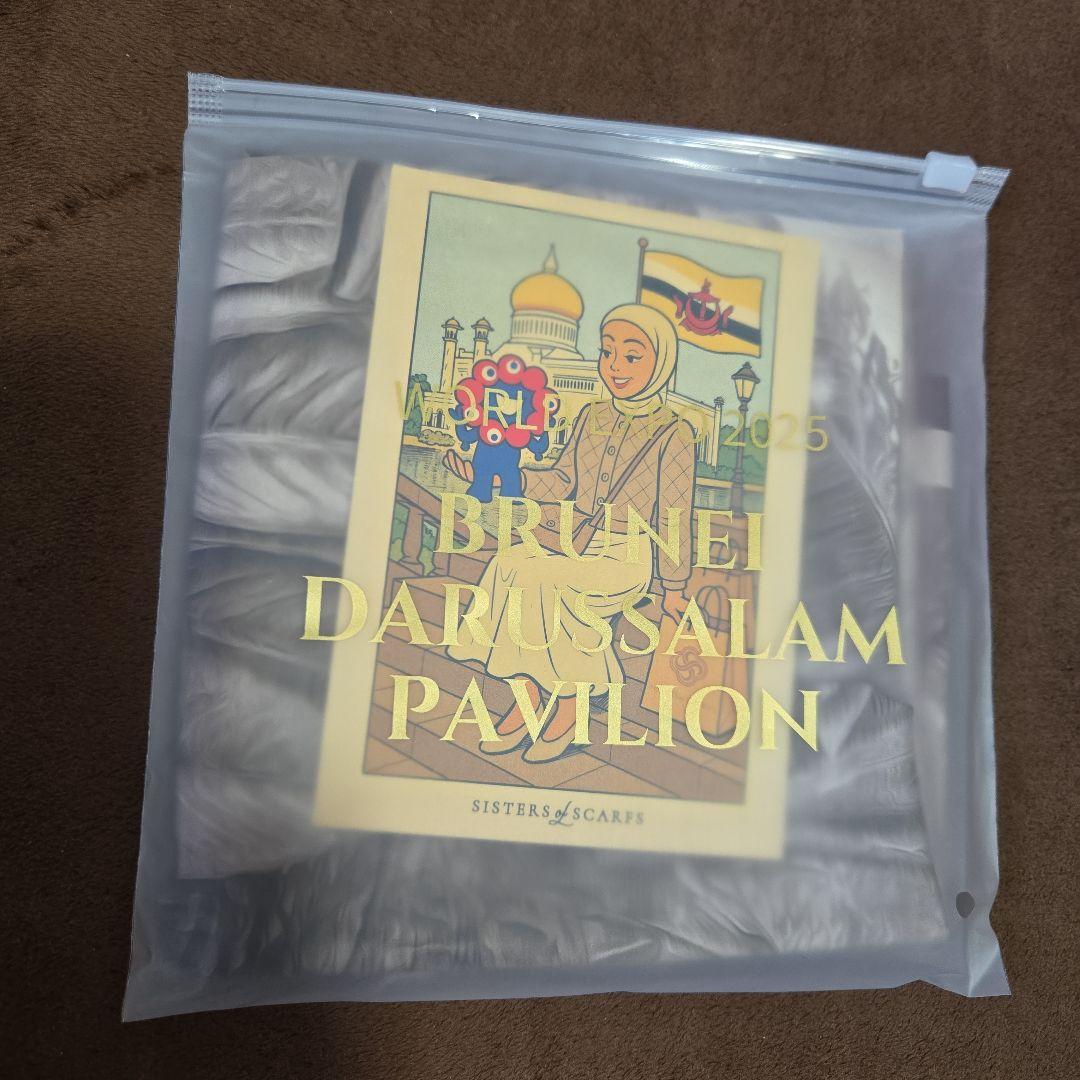 WORLD EXPO 2025
BRUNEI
DARUSSALAM
PAVILION
SISTERS of SCARFS